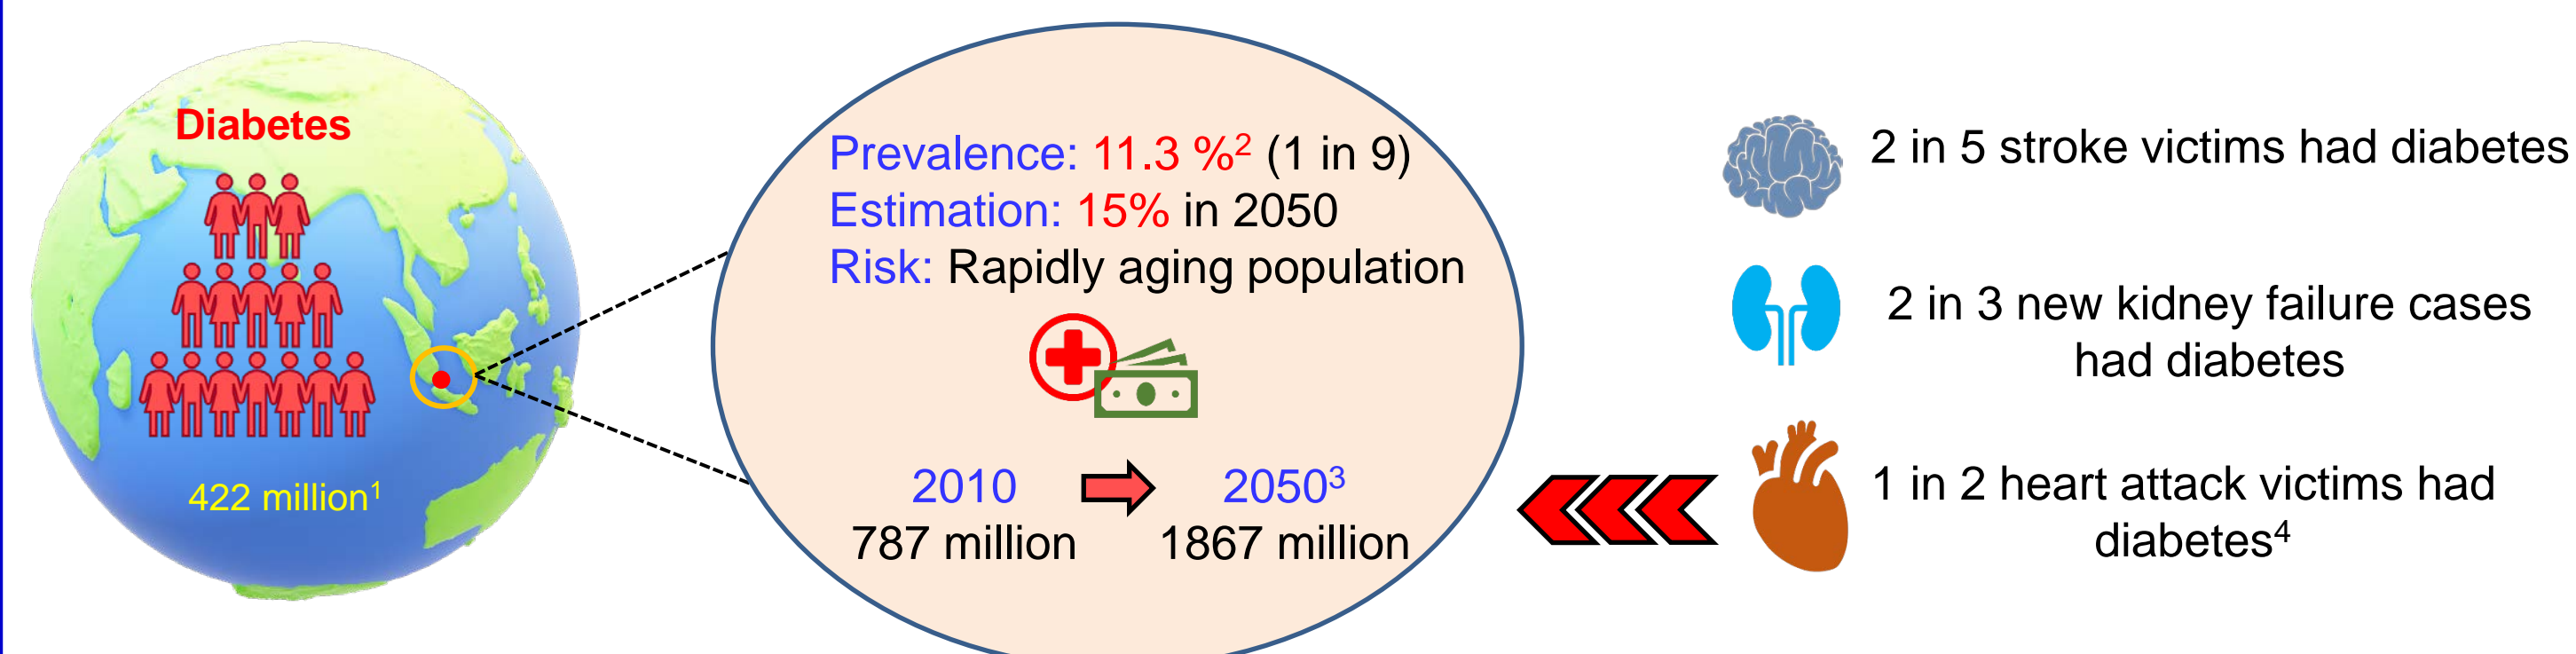 Diabetes
422 million¹
Prevalence: 11.3 %² (1 in 9)
Estimation: 15% in 2050
Risk: Rapidly aging population
2010 2050³
787 million 1867 million
2 in 5 stroke victims had diabetes
2 in 3 new kidney failure cases
had diabetes
1 in 2 heart attack victims had
diabetes⁴